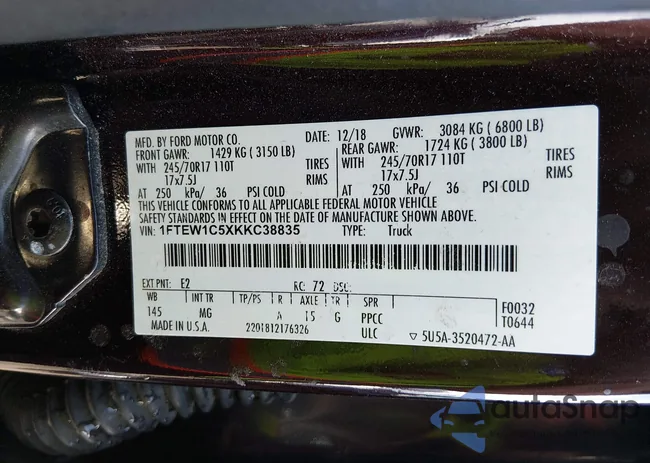 MFD. BY FORD MOTOR CO. DATE: 12/18 GVWR: 3084 KG ( 6800 LB)
FRONT GAWR: 1429 KG ( 3150 LB) REAR GAWR: 1724 KG ( 3800 LB)
WITH 245/70R17 110T TIRES WITH 245/70R17 110T TIRES
17x7.5J RIMS 17x7.5J RIMS
AT 250 kPa/ 36 PSI COLD AT 250 kPa/ 36 PSI COLD
THIS VEHICLE CONFORMS TO ALL APPLICABLE FEDERAL MOTOR VEHICLE
SAFETY STANDARDS IN EFFECT ON THE DATE OF MANUFACTURE SHOWN ABOVE.
VIN: 1FTEW1C5XKKC38835 TYPE: Truck
EXT PNT: E2 RC: 72 DSO: F0032
WB INT TR TP/PS R AXLE TR SPR T0644
145 MG A 15 G PPCC
MADE IN U.S.A. 2201812176326 ULC ▽ 5U5A-3520472-AA
autoSnap